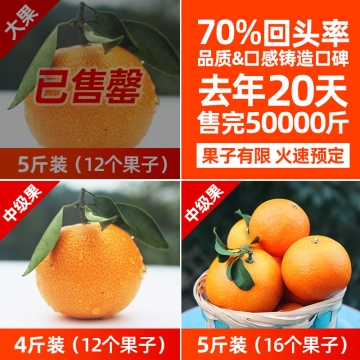 大果
已售罄
5斤装（12个果子）
70%回头率
品质&口感铸造口碑
去年20天
售完50000斤
果子有限 火速预定
中级果
4斤装（12个果子）
中级果
5斤装（16个果子）